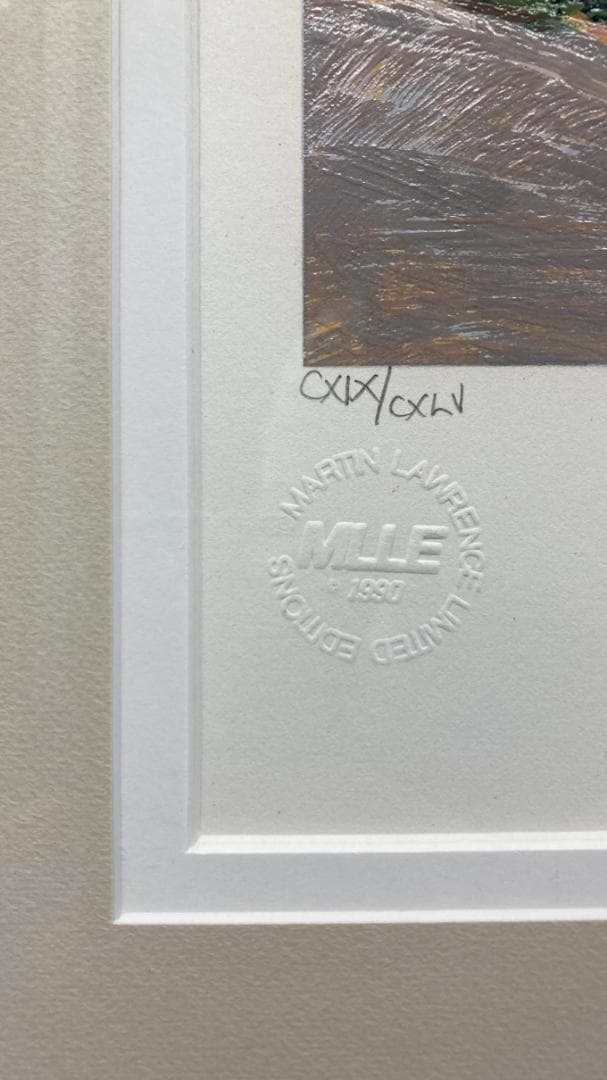 CXIX/CXLV
MARTIN LAWRENCE LIMITED EDITIONS
MLLE
© 1990